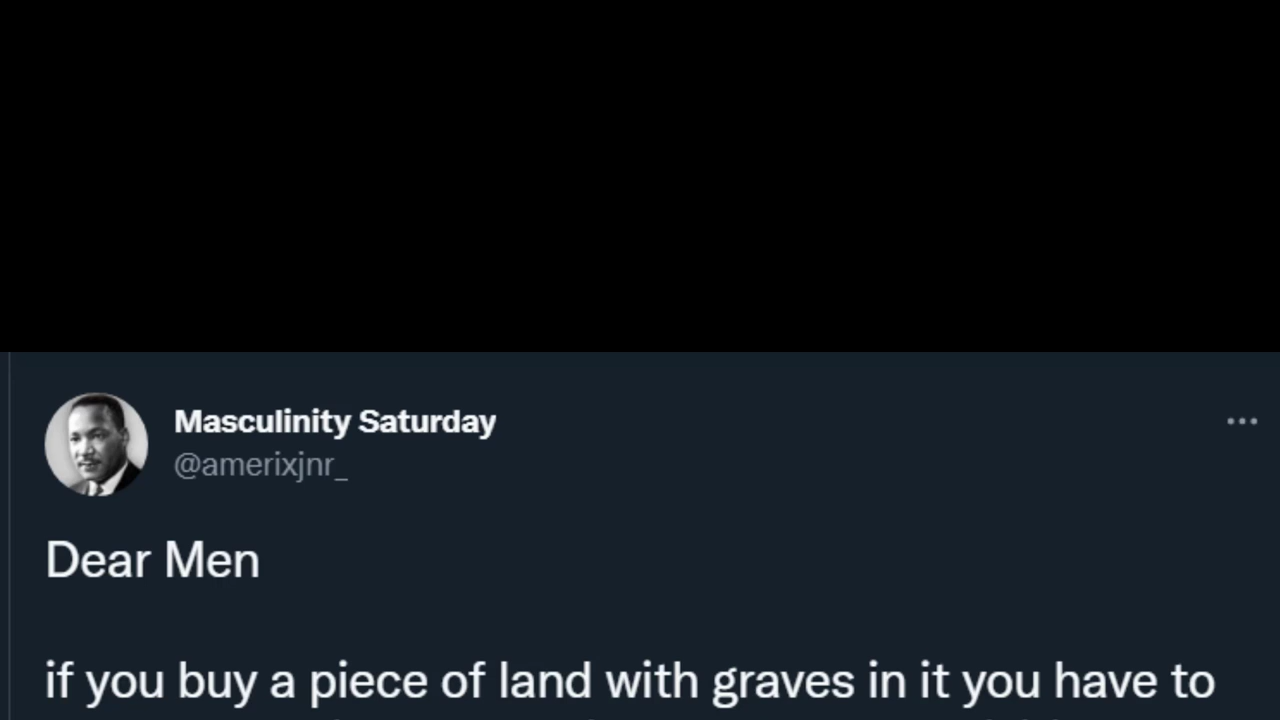 Masculinity Saturday
@amerixjnr_
Dear Men
if you buy a piece of land with graves in it you have to